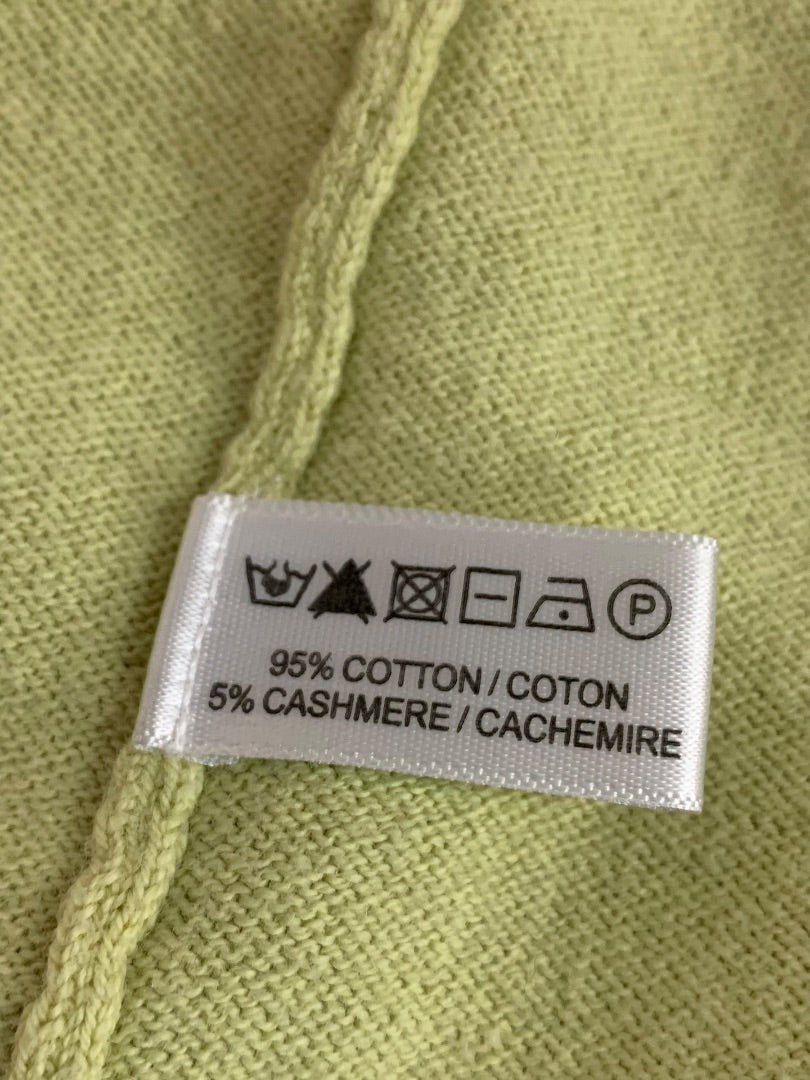 P
95% COTTON / COTON
5% CASHMERE / CACHEMIRE